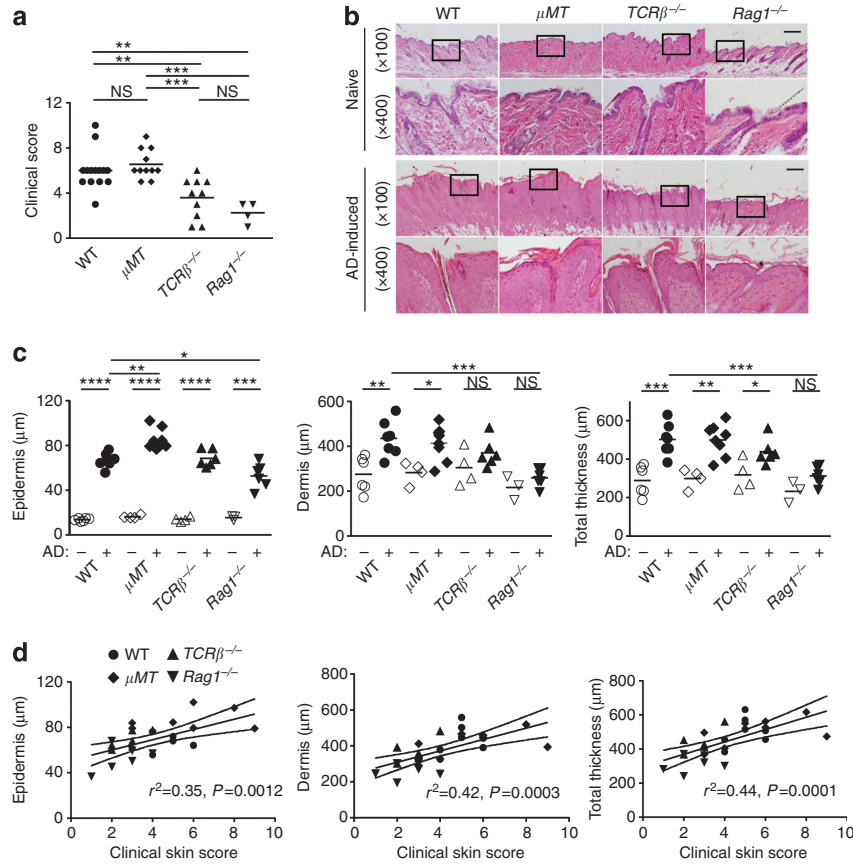 a
**
**
***
***
NS
NS
12
8
4
0
Clinical score
WT
μMT
TCRβ–/–
Rag1–/–
b
WT
μMT
TCRβ–/–
Rag1–/–
Naive
(×100)
(×400)
AD-induced
(×100)
(×400)
c
*
**
****
****
****
***
120
80
40
0
Epidermis (μm)
AD:
– + – + – + – +
WT
μMT
TCRβ–/–
Rag1–/–
***
**
*
NS
NS
600
400
200
0
Dermis (μm)
– + – + – + – +
WT
μMT
TCRβ–/–
Rag1–/–
***
***
**
*
NS
800
600
400
200
0
Total thickness (μm)
– + – + – + – +
WT
μMT
TCRβ–/–
Rag1–/–
d
WT
TCRβ–/–
μMT
Rag1–/–
120
80
40
0
Epidermis (μm)
r2=0.35, P=0.0012
0 2 4 6 8 10
Clinical skin score
800
600
400
200
0
Dermis (μm)
r2=0.42, P=0.0003
0 2 4 6 8 10
Clinical skin score
800
600
400
200
0
Total thickness (μm)
r2=0.44, P=0.0001
0 2 4 6 8 10
Clinical skin score